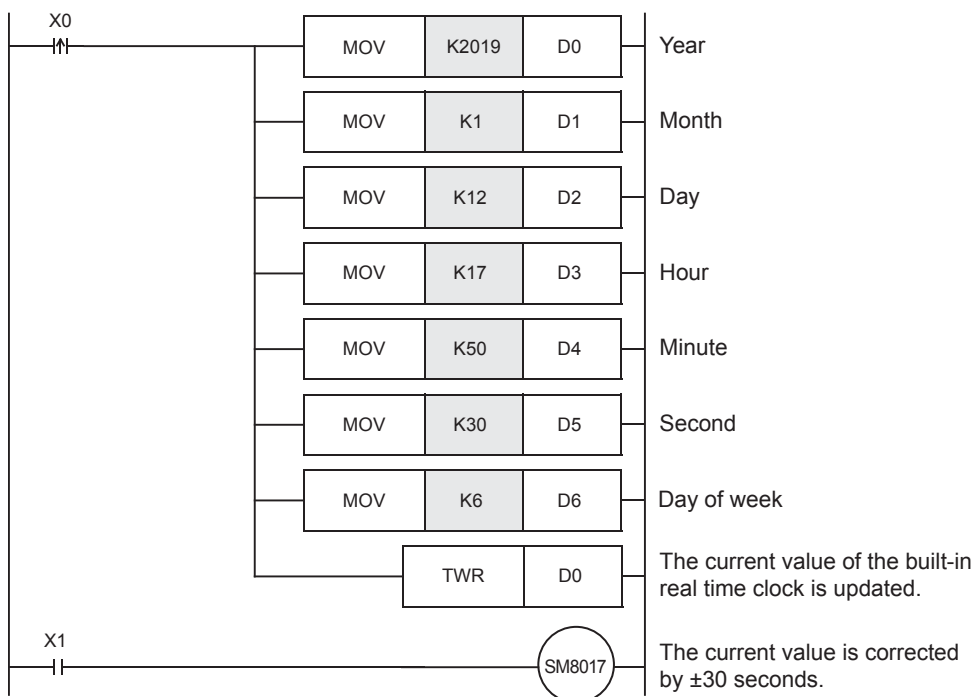 X0
MOV K2019 D0 Year
MOV K1 D1 Month
MOV K12 D2 Day
MOV K17 D3 Hour
MOV K50 D4 Minute
MOV K30 D5 Second
MOV K6 D6 Day of week
TWR D0 The current value of the built-in
real time clock is updated.
X1
SM8017 The current value is corrected
by ±30 seconds.